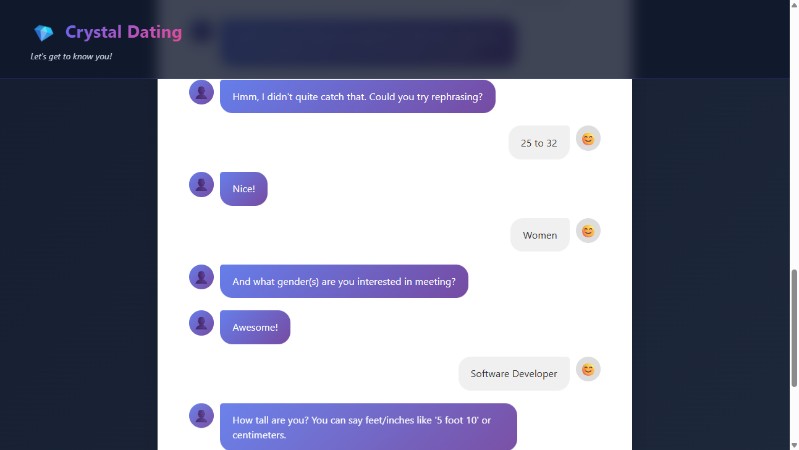 Crystal Dating
Let's get to know you!
Hmm, I didn't quite catch that. Could you try rephrasing?
25 to 32
Nice!
Women
And what gender(s) are you interested in meeting?
Awesome!
Software Developer
How tall are you? You can say feet/inches like '5 foot 10' or
centimeters.